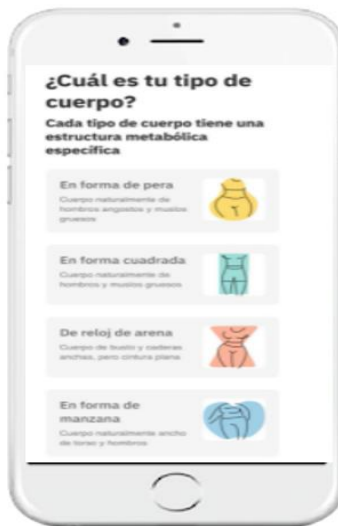 ¿Cuál es tu tipo de
cuerpo?
Cada tipo de cuerpo tiene una
estructura metabólica
específica
En forma de pera
Cuerpo naturalmente de
hombros angostos y muslos
gruesos
En forma cuadrada
Cuerpo naturalmente de
hombros y muslos gruesos
De reloj de arena
Cuerpo de busto y caderas
anchas, pero cintura plana
En forma de
manzana
Cuerpo naturalmente ancho
de torso y hombros